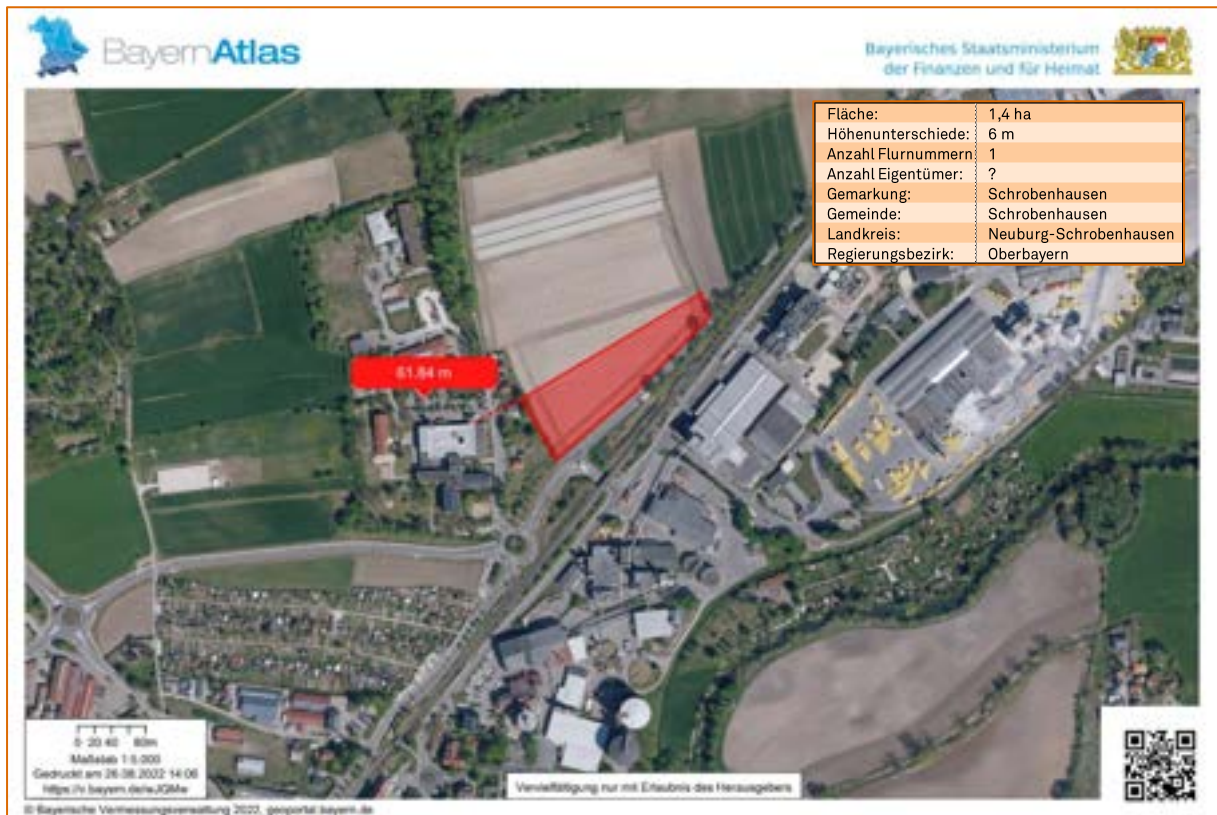 BayernAtlas
Bayerisches Staatsministerium
der Finanzen und für Heimat
Fläche: 1,4 ha
Höhenunterschiede: 6 m
Anzahl Flurnummern 1
Anzahl Eigentümer: ?
Gemarkung: Schrobenhausen
Gemeinde: Schrobenhausen
Landkreis: Neuburg-Schrobenhausen
Regierungsbezirk: Oberbayern
61.84 m
0 20 40 80m
Maßstab 1:5.000
Gedruckt am 26.08.2022 14:06
Vervielfältigung nur mit Erlaubnis des Herausgebers
© Bayerische Vermessungsverwaltung 2022, geoportal.bayern.de